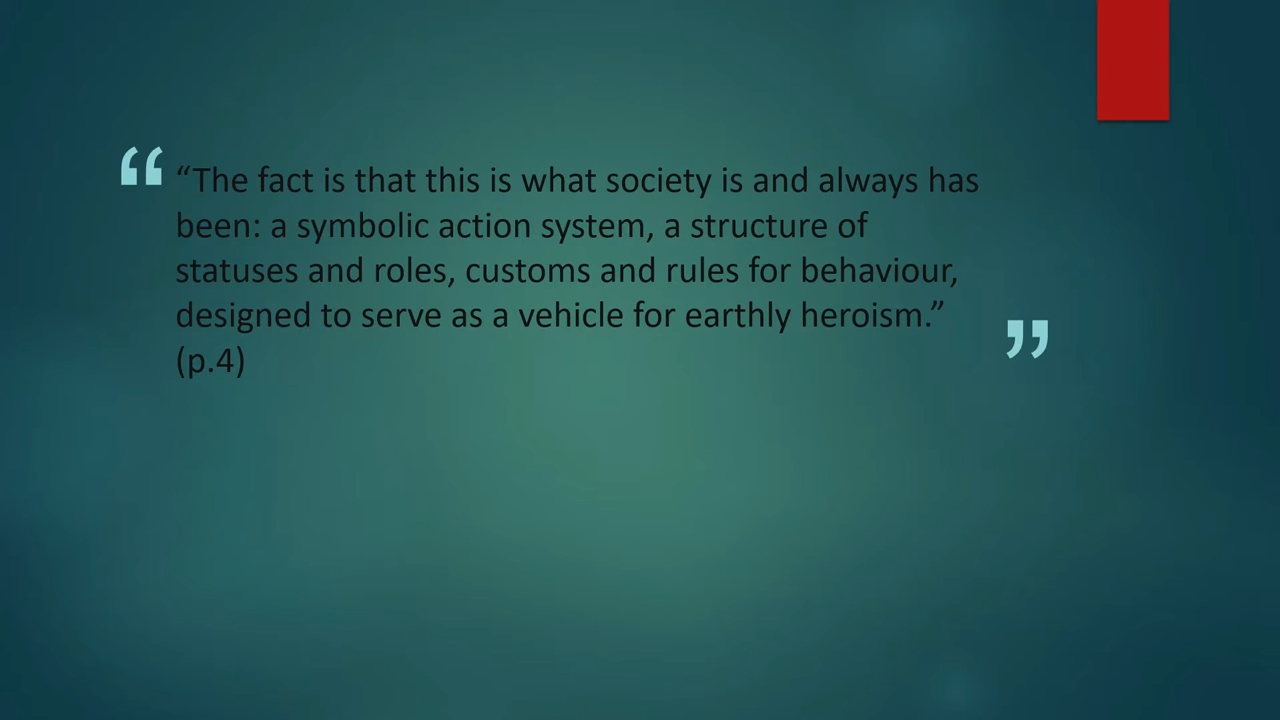 “The fact is that this is what society is and always has
been: a symbolic action system, a structure of
statuses and roles, customs and rules for behaviour,
designed to serve as a vehicle for earthly heroism.”
(p.4)